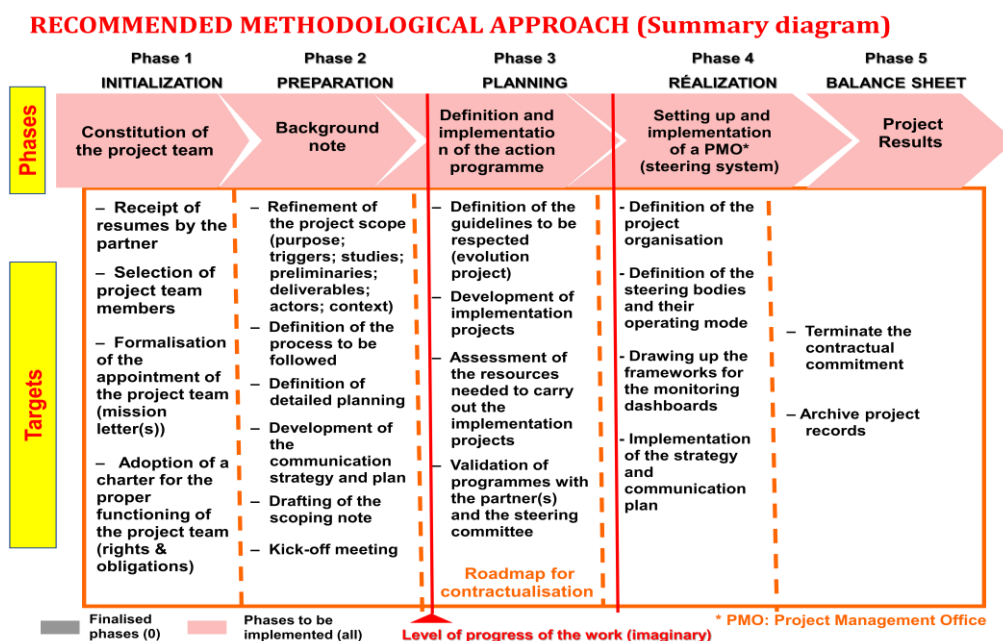 RECOMMENDED METHODOLOGICAL APPROACH (Summary diagram)
Phase 1
INITIALIZATION
Phase 2
PREPARATION
Phase 3
PLANNING
Phase 4
RÉALIZATION
Phase 5
BALANCE SHEET
Phases
Constitution of
the project team
Background
note
Definition and
implementatio
n of the action
programme
Setting up and
implementation
of a PMO*
(steering system)
Project
Results
Targets
– Receipt of
resumes by the
partner
– Selection of
project team
members
– Formalisation of
the appointment of
the project team
(mission
letter(s))
– Adoption of a
charter for the
proper
functioning of
the project team
(rights &
obligations)
– Refinement of
the project scope
(purpose;
triggers; studies;
preliminaries;
deliverables;
actors; context)
– Definition of the
process to be
followed
– Definition of
detailed planning
– Development of
the
communication
strategy and plan
– Drafting of the
scoping note
– Kick-off meeting
– Definition of the
guidelines to be
respected
(evolution
project)
– Development of
implementation
projects
– Assessment of
the resources
needed to carry
out the
implementation
projects
– Validation of
programmes with
the partner(s)
and the steering
committee
Roadmap for
contractualisation
- Definition of the
project
organisation
- Definition of the
steering bodies
and their
operating mode
- Drawing up the
frameworks for
the monitoring
dashboards
- Implementation
of the strategy
and
communication
plan
– Terminate the
contractual
commitment
– Archive project
records
Finalised
phases (0)
Phases to be
implemented (all)
Level of progress of the work (imaginary)
* PMO: Project Management Office